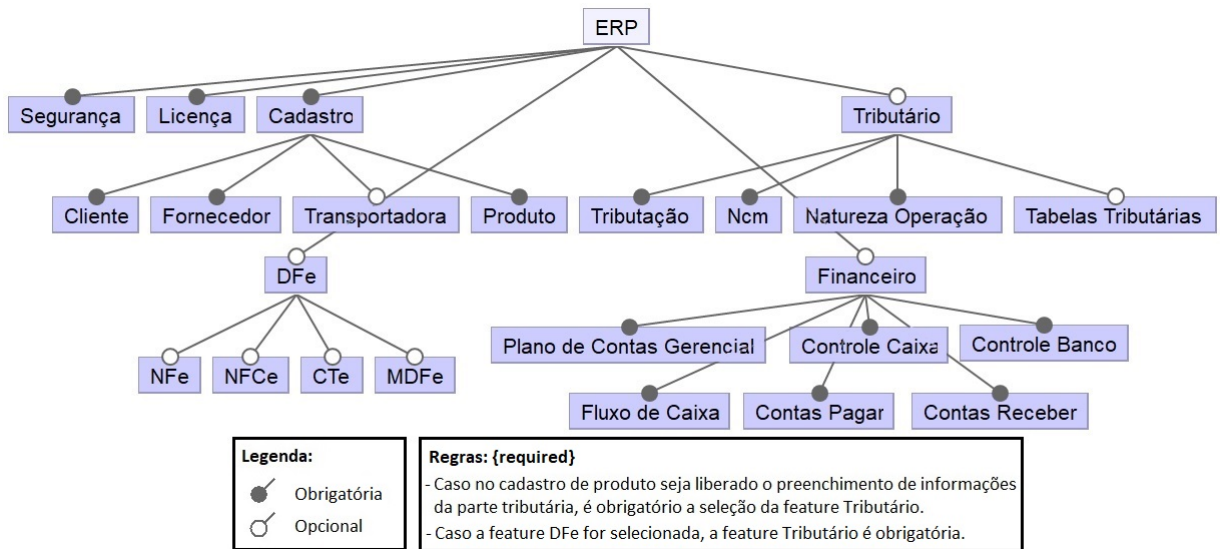 ERP
Segurança
Licença
Cadastro
Tributário
Cliente
Fornecedor
Transportadora
Produto
Tributação
Ncm
Natureza Operação
Tabelas Tributárias
DFe
Financeiro
Plano de Contas Gerencial
Controle Caixa
Controle Banco
NFe
NFCe
CTe
MDFe
Fluxo de Caixa
Contas Pagar
Contas Receber
Legenda:
Obrigatória
Opcional
Regras: {required}
- Caso no cadastro de produto seja liberado o preenchimento de informações
da parte tributária, é obrigatório a seleção da feature Tributário.
- Caso a feature DFe for selecionada, a feature Tributário é obrigatória.